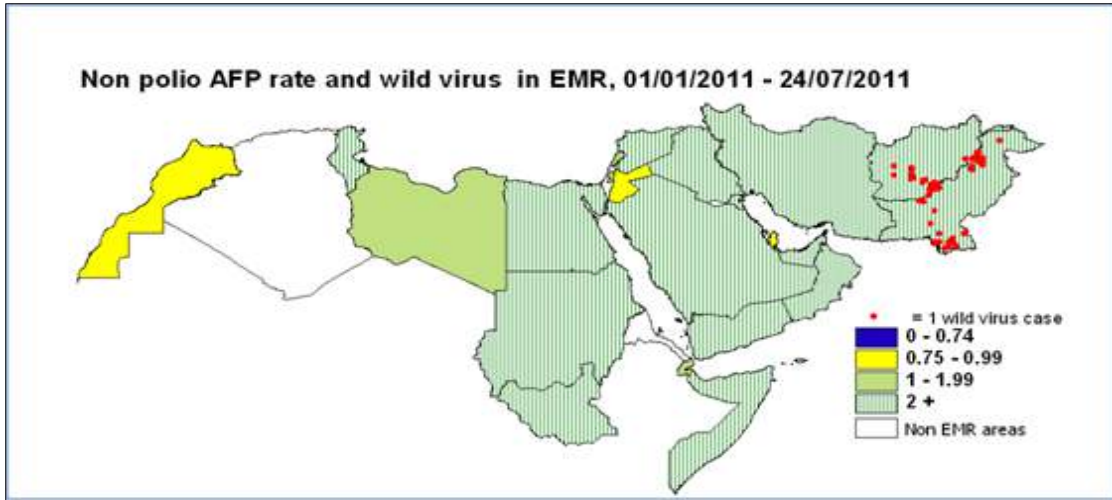 Non polio AFP rate and wild virus in EMR, 01/01/2011 - 24/07/2011
= 1 wild virus case
0 - 0.74
0.75 - 0.99
1 - 1.99
2 +
Non EMR areas